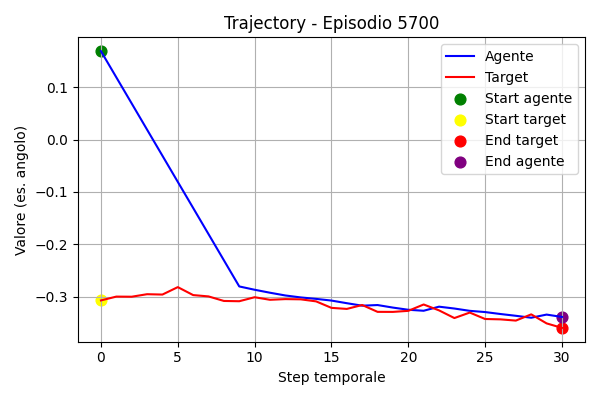 Trajectory - Episodio 5700
Valore (es. angolo)
0.1
0.0
−0.1
−0.2
−0.3
0
5
10
15
20
25
30
Step temporale
Agente
Target
Start agente
Start target
End target
End agente